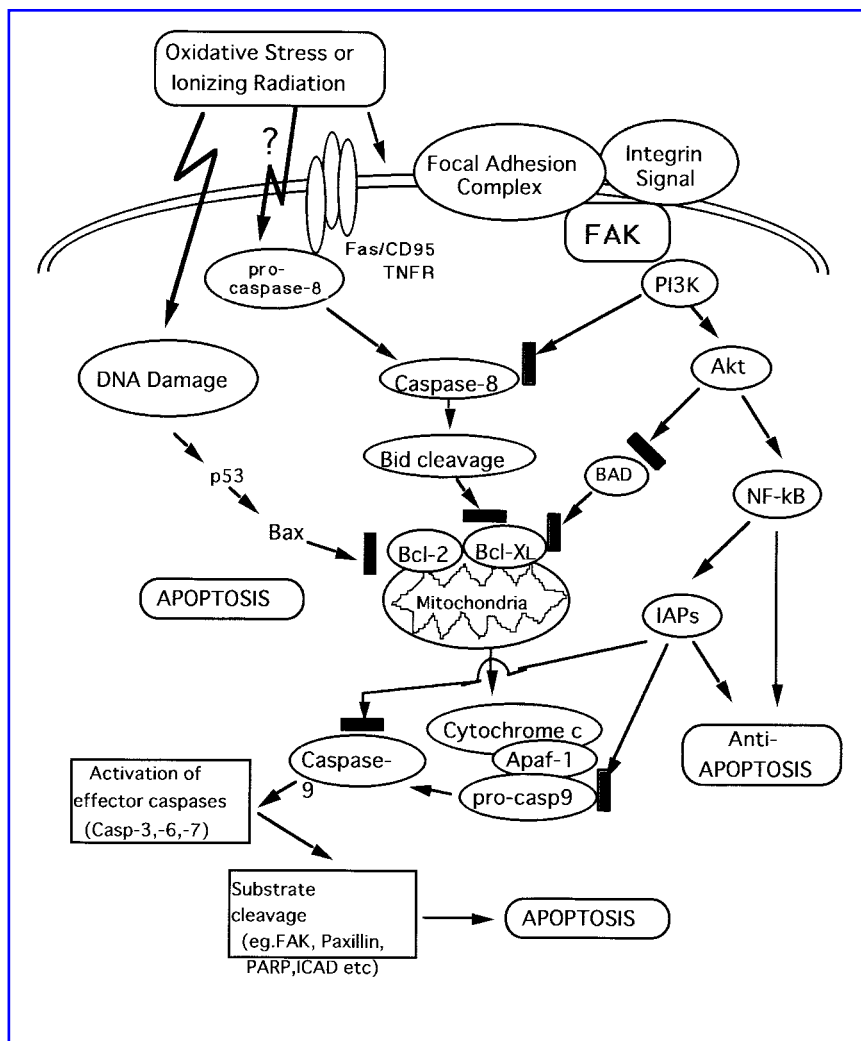 Oxidative Stress or
Ionizing Radiation
?
Focal Adhesion
Complex
Integrin
Signal
FAK
Fas/CD95
TNFR
pro-
caspase-8
PI3K
DNA Damage
Caspase-8
Akt
Bid cleavage
BAD
p53
NF-kB
Bax
Bcl-2
Bcl-XL
APOPTOSIS
Mitochondria
IAPs
Cytochrome c
Anti-
APOPTOSIS
Caspase-
9
Apaf-1
pro-casp9
Activation of
effector caspases
(Casp-3,-6,-7)
Substrate
cleavage
(eg.FAK, Paxillin,
PARP,ICAD etc)
APOPTOSIS